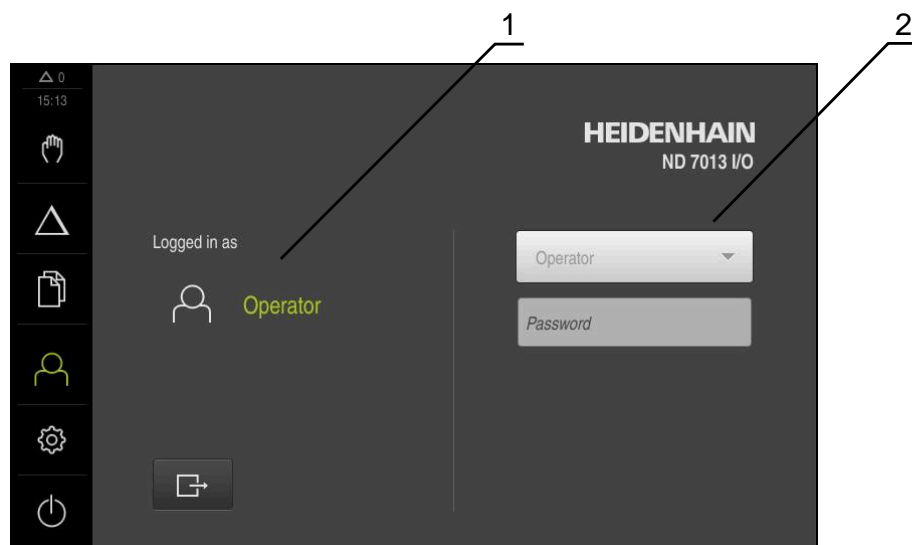 1
2
0
15:13
HEIDENHAIN
ND 7013 I/O
Logged in as
Operator
Operator
Password